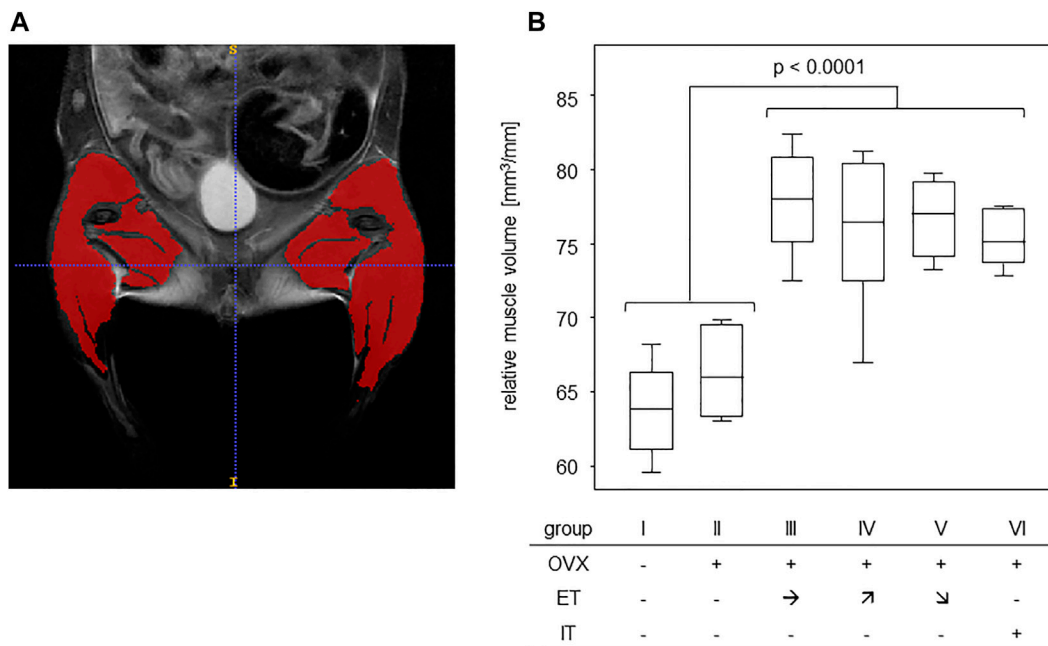 A
B
S
I
p < 0.0001
relative muscle volume [mm³/mm]
85
80
75
70
65
60
group I II III IV V VI
OVX - + + + + +
ET - - → ↗ ↘ -
IT - - - - - +